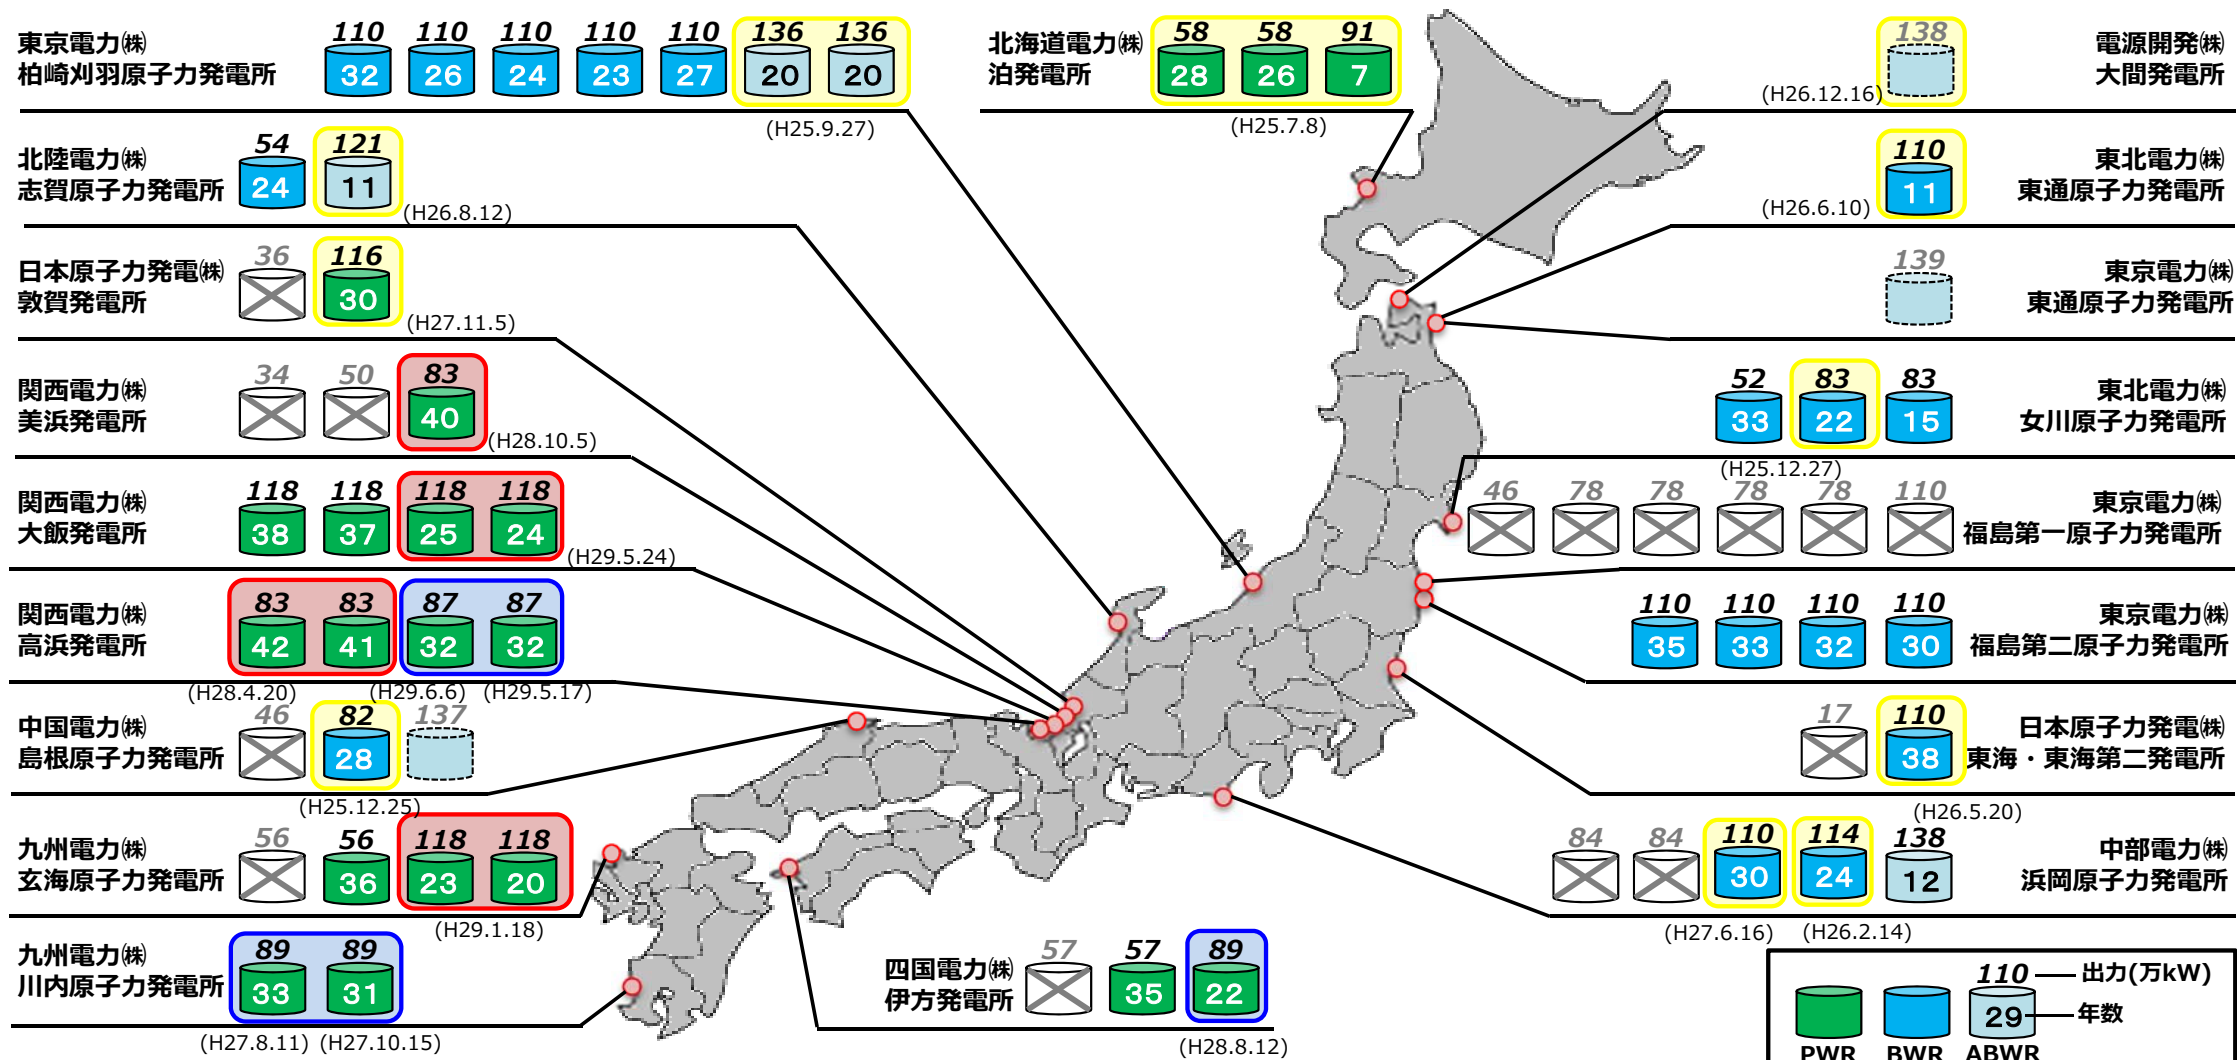 東京電力㈱
柏崎刈羽原子力発電所
110 110 110 110 110 136 136
32 26 24 23 27 20 20
(H25.9.27)
北陸電力㈱
志賀原子力発電所
54 121
24 11
(H26.8.12)
日本原子力発電㈱
敦賀発電所
36 116
30
(H27.11.5)
関西電力㈱
美浜発電所
34 50 83
40
(H28.10.5)
関西電力㈱
大飯発電所
118 118 118 118
38 37 25 24
(H29.5.24)
関西電力㈱
高浜発電所
83 83 87 87
42 41 32 32
(H28.4.20) (H29.6.6) (H29.5.17)
中国電力㈱
島根原子力発電所
46 82 137
28
(H25.12.25)
九州電力㈱
玄海原子力発電所
56 56 118 118
36 23 20
(H29.1.18)
九州電力㈱
川内原子力発電所
89 89
33 31
(H27.8.11) (H27.10.15)
北海道電力㈱
泊発電所
58 58 91
28 26 7
(H25.7.8)
138
電源開発㈱
大間発電所
(H26.12.16)
110
11
東北電力㈱
東通原子力発電所
(H26.6.10)
139
東京電力㈱
東通原子力発電所
52 83 83
33 22 15
東北電力㈱
女川原子力発電所
(H25.12.27)
46 78 78 78 78 110
東京電力㈱
福島第一原子力発電所
110 110 110 110
35 33 32 30
東京電力㈱
福島第二原子力発電所
17 110
38
日本原子力発電㈱
東海・東海第二発電所
(H26.5.20)
84 84 110 114 138
30 24 12
中部電力㈱
浜岡原子力発電所
(H27.6.16) (H26.2.14)
四国電力㈱
伊方発電所
57 57 89
35 22
(H28.8.12)
110 出力(万kW)
29 年数
PWR BWR ABWR